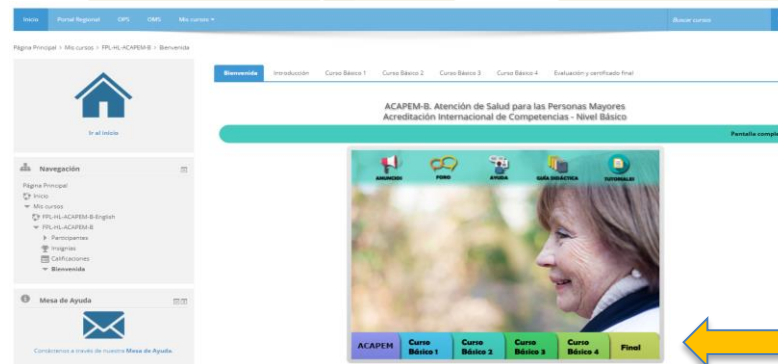 Inicio Portal Regional OPS OMS Mis cursos
Buscar cursos
Página Principal > Mis cursos > FPL-HL-ACAPEM-B > Bienvenida
Ir al Inicio
Navegación
Página Principal
Inicio
Mis cursos
FPL-HL-ACAPEM-B-English
FPL-HL-ACAPEM-B
Participantes
Insignias
Calificaciones
Bienvenida
Mesa de Ayuda
Contáctenos a través de nuestra Mesa de Ayuda
Bienvenida Introducción Curso Básico 1 Curso Básico 2 Curso Básico 3 Curso Básico 4 Evaluación y certificado final
ACAPEM-B. Atención de Salud para las Personas Mayores
Acreditación Internacional de Competencias - Nivel Básico
Pantalla comple
ANUNCIOS FORO AYUDA GUÍA DIDÁCTICA TUTORIALES
ACAPEM Curso Básico 1 Curso Básico 2 Curso Básico 3 Curso Básico 4 Final